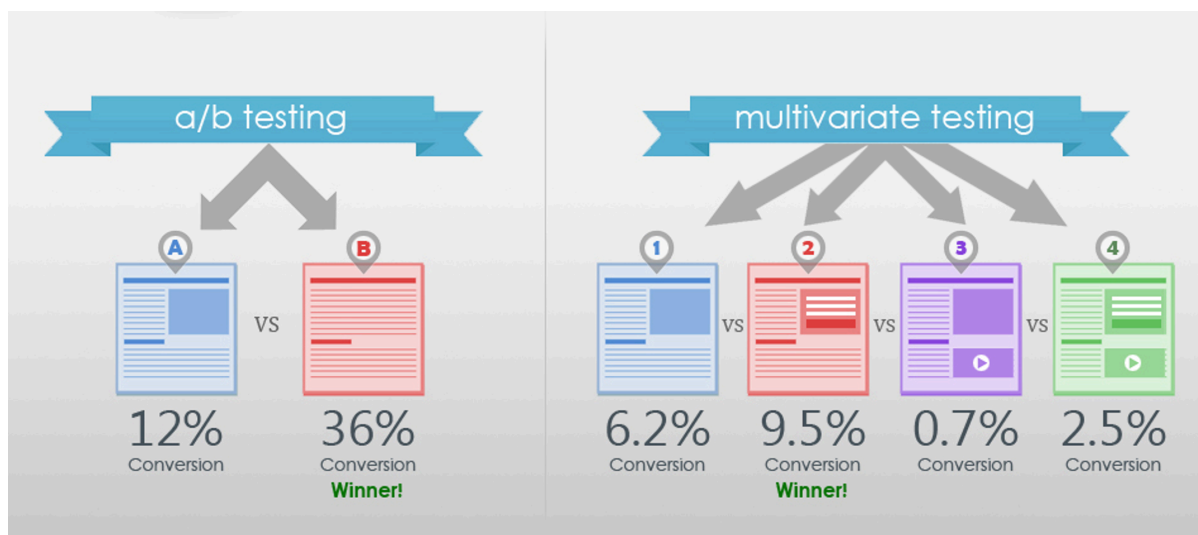 a/b testing
A
B
vs
12%
Conversion
36%
Conversion
Winner!
multivariate testing
1
2
3
4
vs
vs
vs
6.2%
Conversion
9.5%
Conversion
Winner!
0.7%
Conversion
2.5%
Conversion